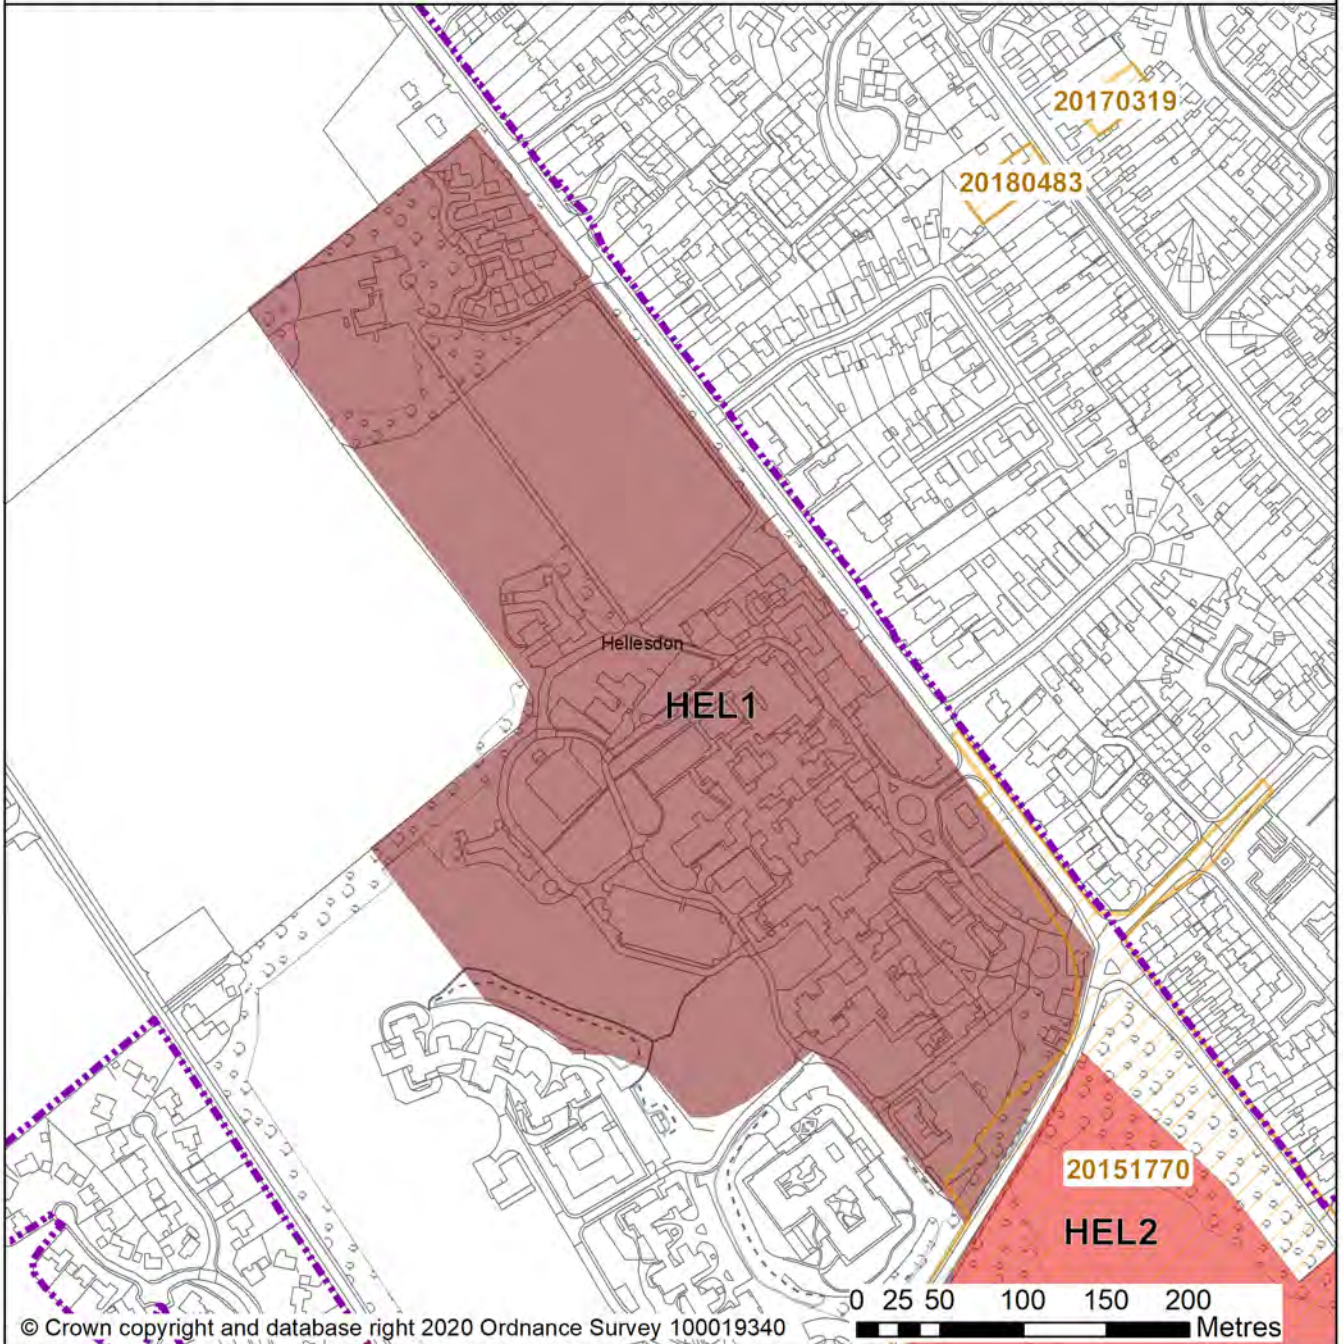 20170319
20180483
Hellesdon
HEL1
20151770
HEL2
0 25 50 100 150 200
Metres
© Crown copyright and database right 2020 Ordnance Survey 100019340